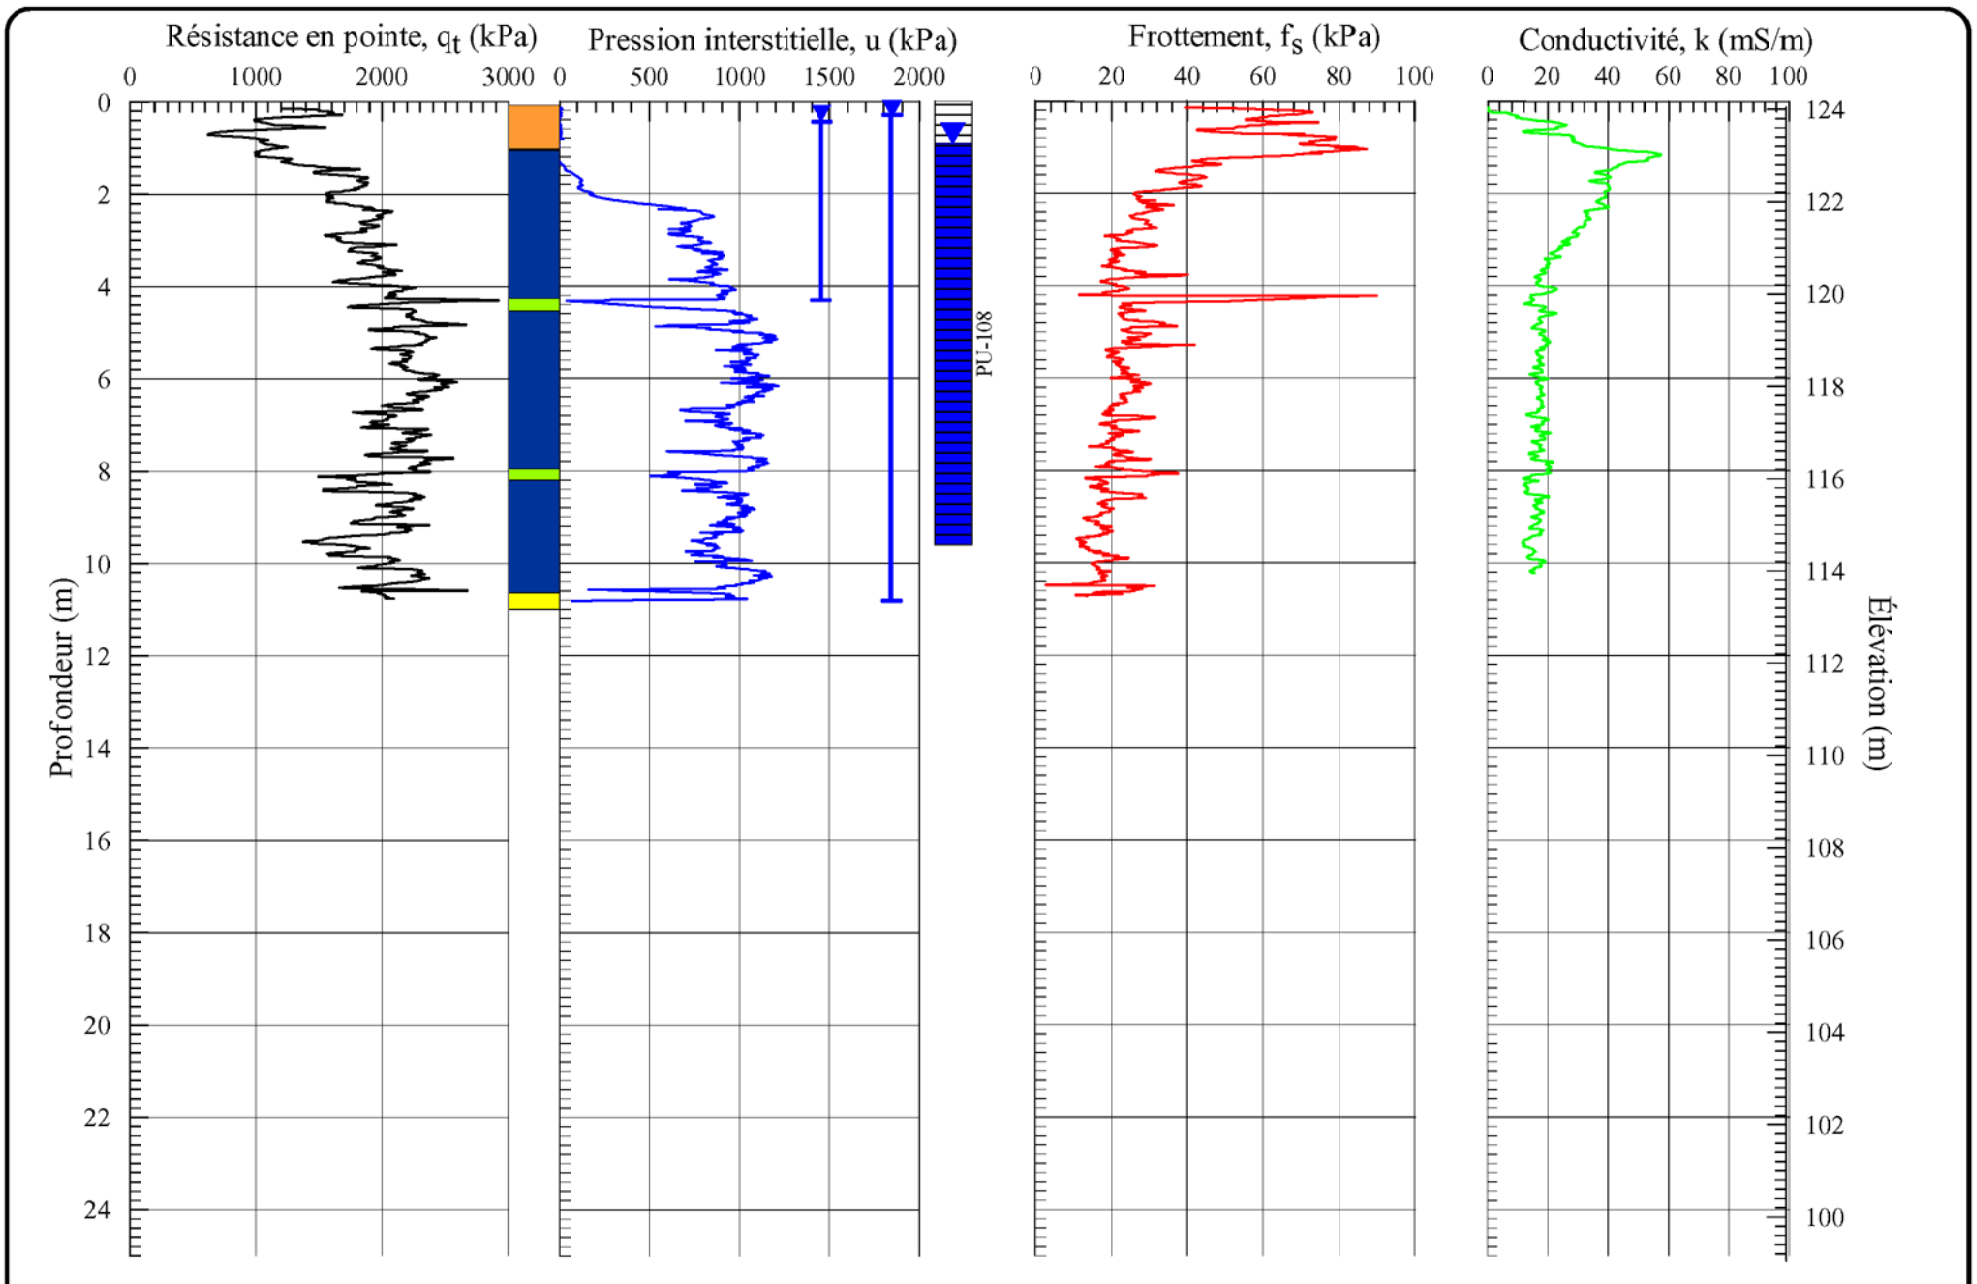 Résistance en pointe, qt (kPa)
Pression interstitielle, u (kPa)
Frottement, fs (kPa)
Conductivité, k (mS/m)
0 1000 2000 3000
0 500 1000 1500 2000
0 20 40 60 80 100
0 20 40 60 80 100
0
2
4
6
8
10
12
14
16
18
20
22
24
Profondeur (m)
PU-108
124
122
120
118
116
114
112
110
108
106
104
102
100
Élévation (m)